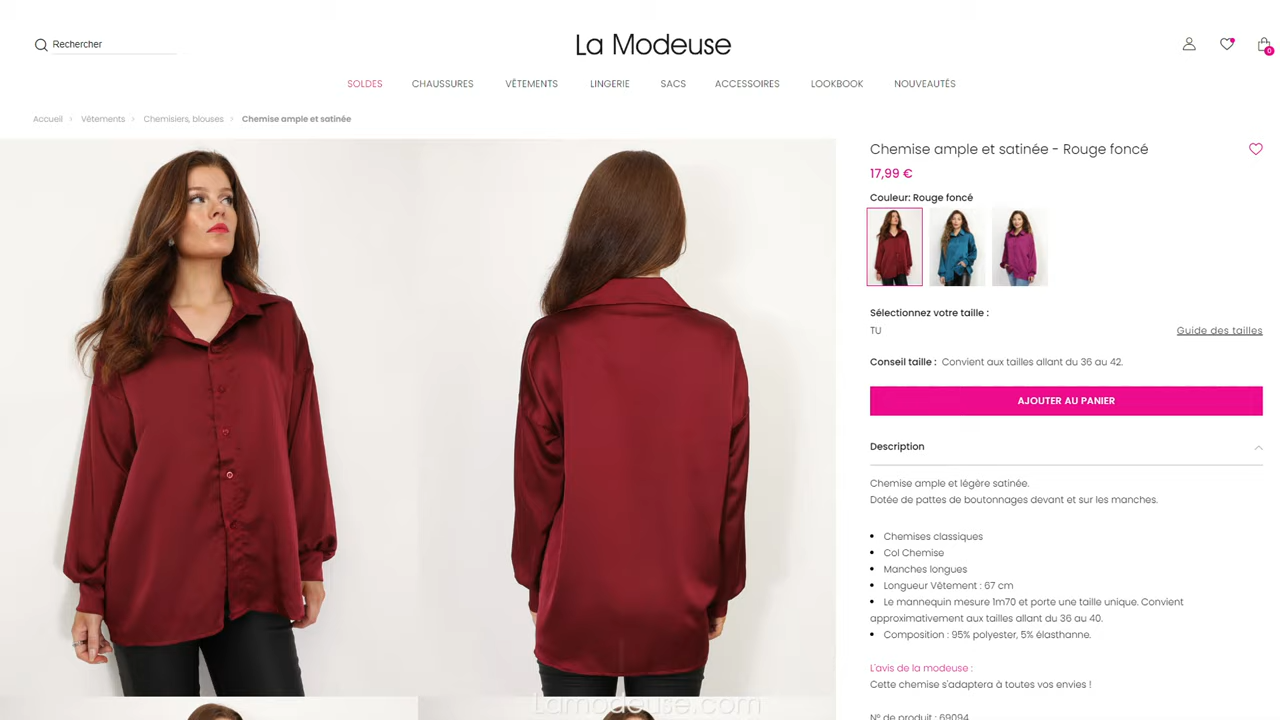 Rechercher
La Modeuse
0
SOLDES CHAUSSURES VÊTEMENTS LINGERIE SACS ACCESSOIRES LOOKBOOK NOUVEAUTÉS
Accueil > Vêtements > Chemisiers, blouses > Chemise ample et satinée
Chemise ample et satinée - Rouge foncé
17,99 €
Couleur: Rouge foncé
Sélectionnez votre taille :
TU Guide des tailles
Conseil taille : Convient aux tailles allant du 36 au 42.
AJOUTER AU PANIER
Description
Chemise ample et légère satinée.
Dotée de pattes de boutonnages devant et sur les manches.
• Chemises classiques
• Col Chemise
• Manches longues
• Longueur Vêtement : 67 cm
• Le mannequin mesure 1m70 et porte une taille unique. Convient
approximativement aux tailles allant du 36 au 40.
• Composition : 95% polyester, 5% élasthanne.
L'avis de la modeuse :
Cette chemise s'adaptera à toutes vos envies !
Lamodeuse.com
N° de produit : 69094